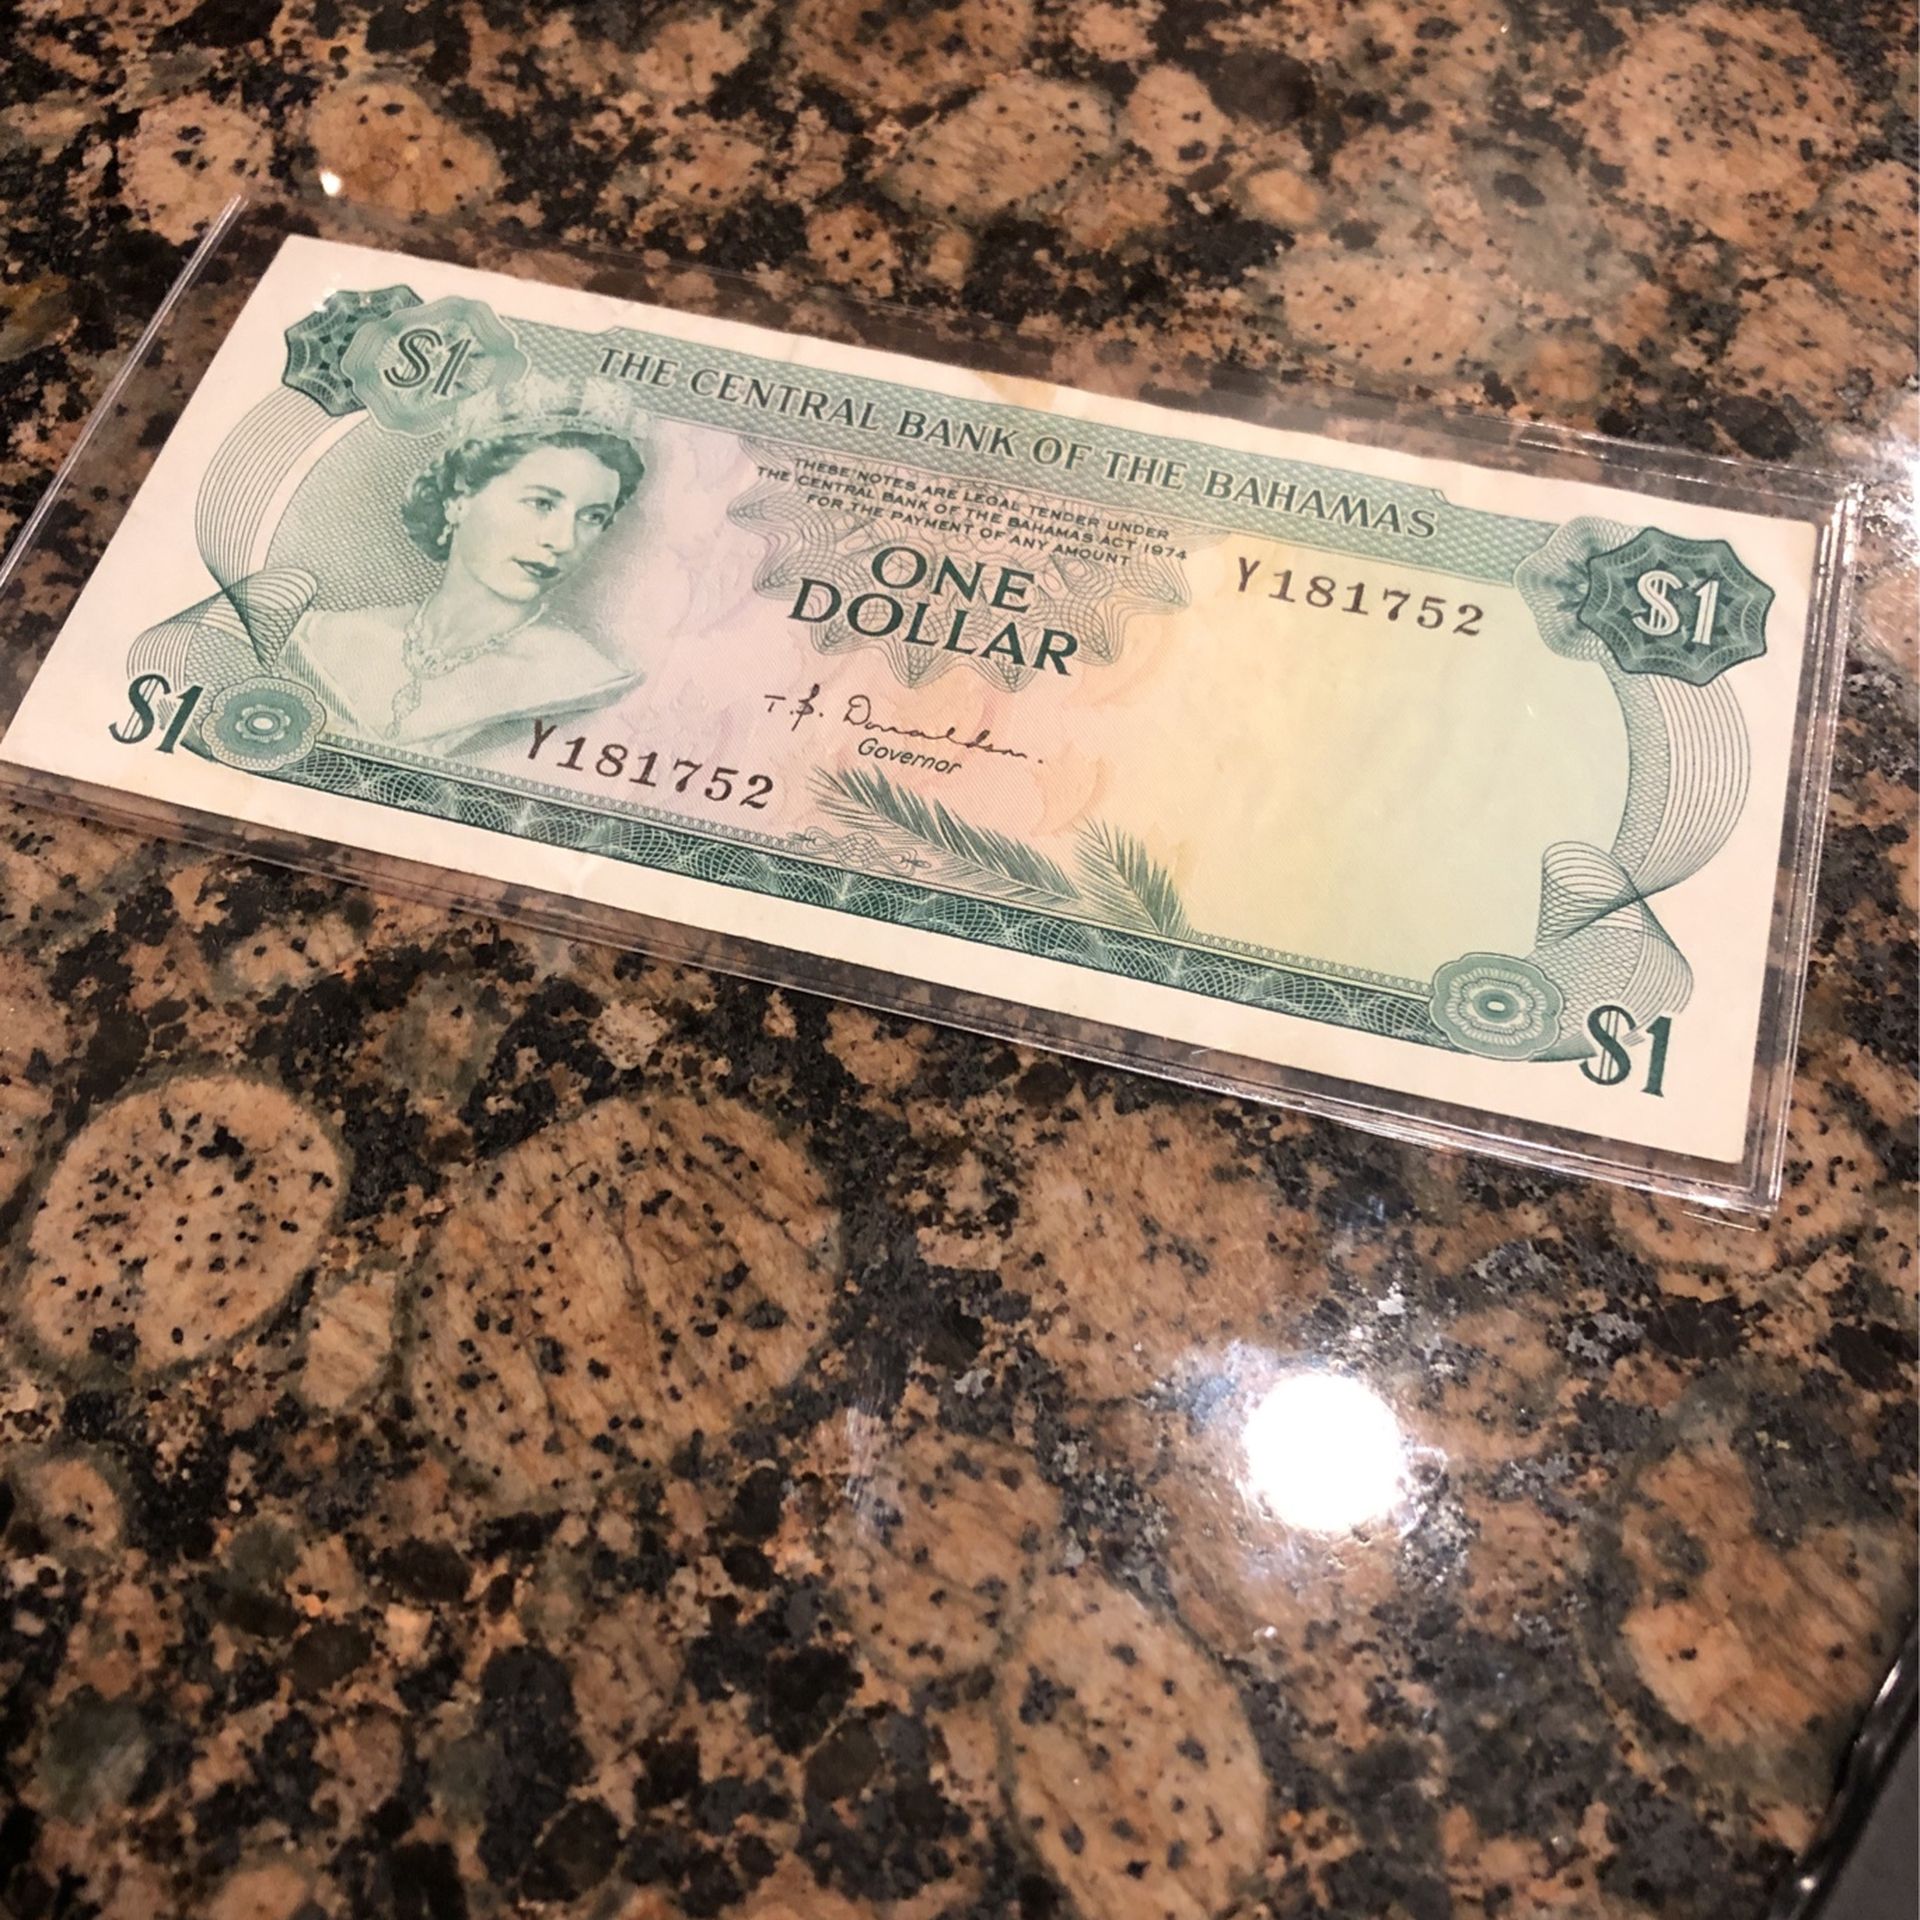 $1
THE CENTRAL BANK OF THE BAHAMAS
THESE NOTES ARE LEGAL TENDER UNDER
THE CENTRAL BANK OF THE BAHAMAS ACT 1974
FOR THE PAYMENT OF ANY AMOUNT
ONE
DOLLAR
Y181752
$1
T.B. Donaldson.
Governor
$1
Y181752
$1